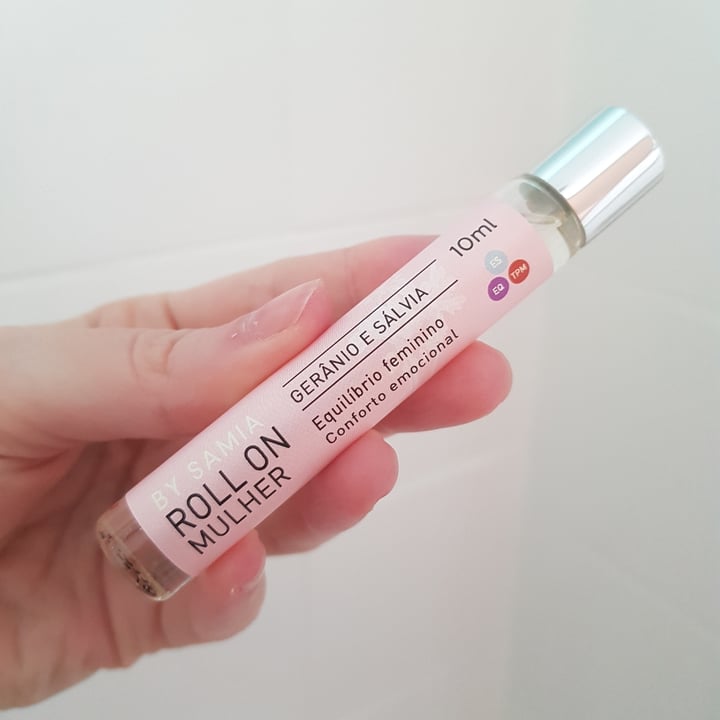 BY SAMIA
ROLL ON
MULHER
GERÂNIO E SÁLVIA
Equilíbrio feminino
Conforto emocional
10ml
ES
EQ
TPM